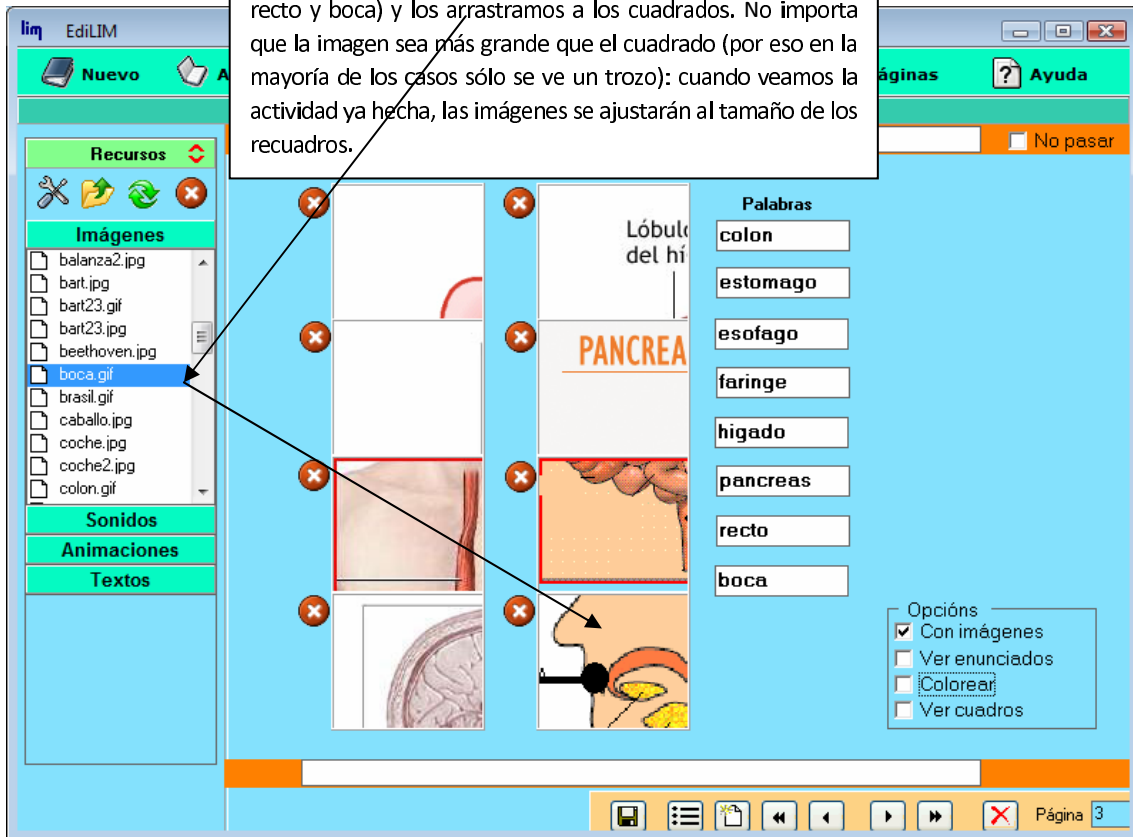 recto y boca) y los arrastramos a los cuadrados. No importa
que la imagen sea más grande que el cuadrado (por eso en la
mayoría de los casos sólo se ve un trozo): cuando veamos la
actividad ya hecha, las imágenes se ajustarán al tamaño de los
recuadros.
lim EdiLIM
Nuevo
A
áginas
Ayuda
No pasar
Recursos
Imágenes
balanza2.jpg
bart.jpg
bart23.gif
bart23.jpg
beethoven.jpg
boca.gif
brasil.gif
caballo.jpg
coche.jpg
coche2.jpg
colon.gif
Sonidos
Animaciones
Textos
Lóbulo
del hí
PANCREA
Palabras
colon
estomago
esofago
faringe
higado
pancreas
recto
boca
Opcións
Con imágenes
Ver enunciados
Colorear
Ver cuadros
Página 3